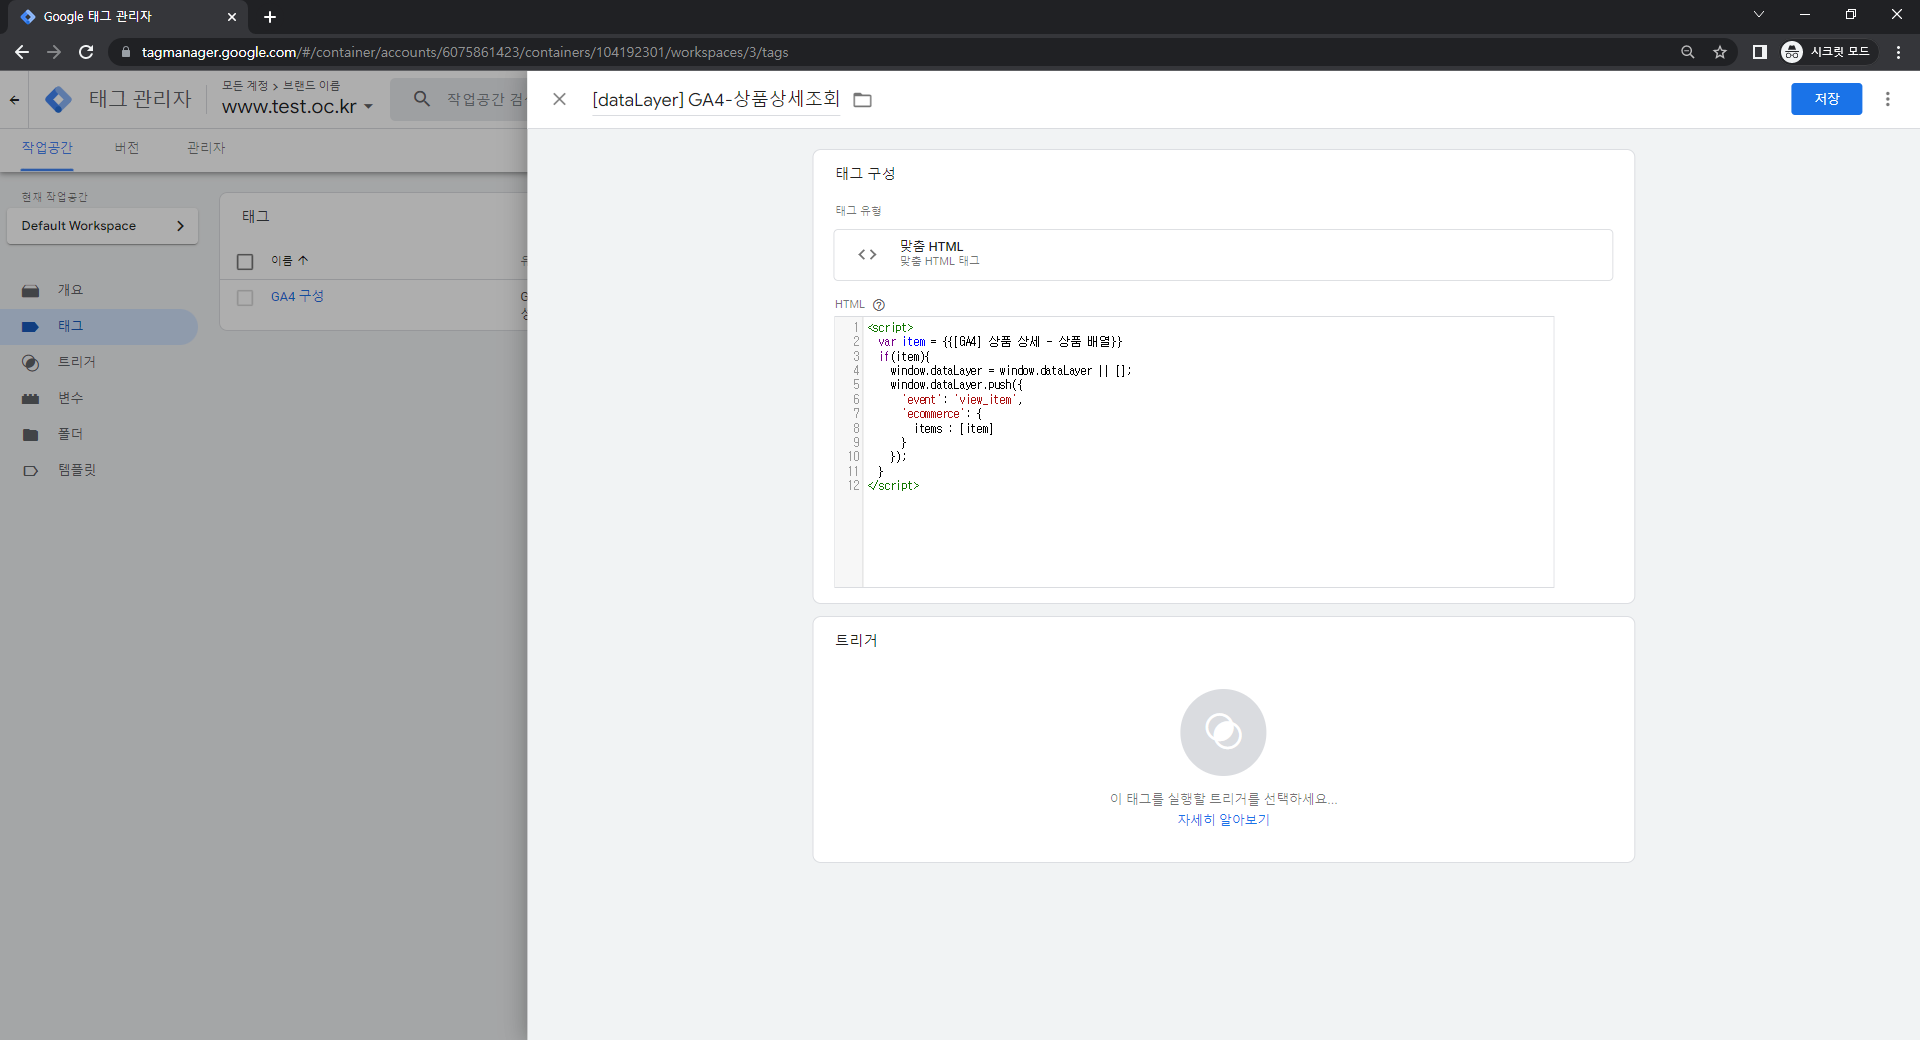 Google 태그 관리자
tagmanager.google.com/#/container/accounts/6075861423/containers/104192301/workspaces/3/tags
시크릿 모드
태그 관리자
모든 계정 > 브랜드 이름
www.test.oc.kr
작업공간 검
[dataLayer] GA4-상품상세조회
저장
작업공간
버전
관리자
현재 작업공간
Default Workspace
개요
태그
트리거
변수
폴더
템플릿
태그
이름
GA4 구성
G
태그 구성
태그 유형
맞춤 HTML
맞춤 HTML 태그
HTML
1 <script>
2 var item = {{[GA4] 상품 상세 - 상품 배열}}
3 if(item){
4 window.dataLayer = window.dataLayer || [];
5 window.dataLayer.push({
6 'event': 'view_item',
7 'ecommerce': {
8 items : [item]
9 }
10 });
11 }
12 </script>
트리거
이 태그를 실행할 트리거를 선택하세요...
자세히 알아보기